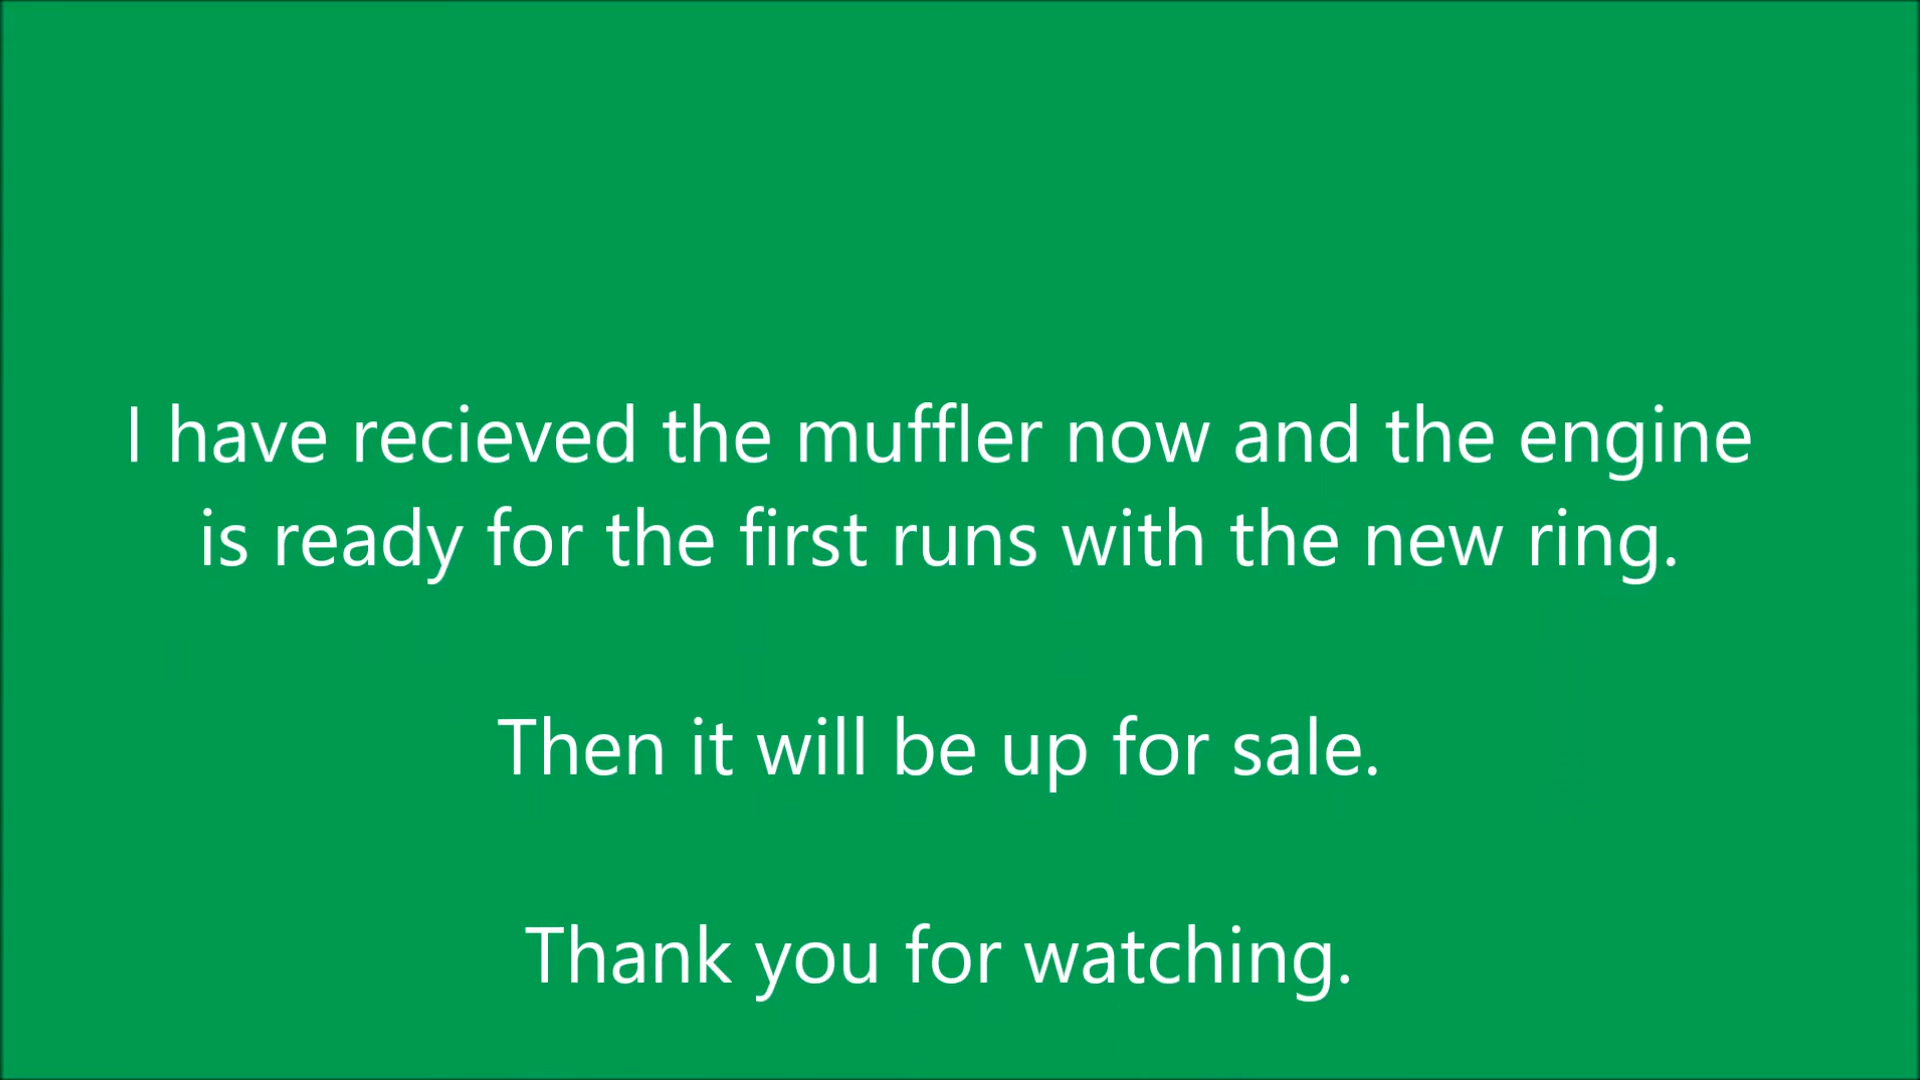 I have recieved the muffler now and the engine
is ready for the first runs with the new ring.
Then it will be up for sale.
Thank you for watching.